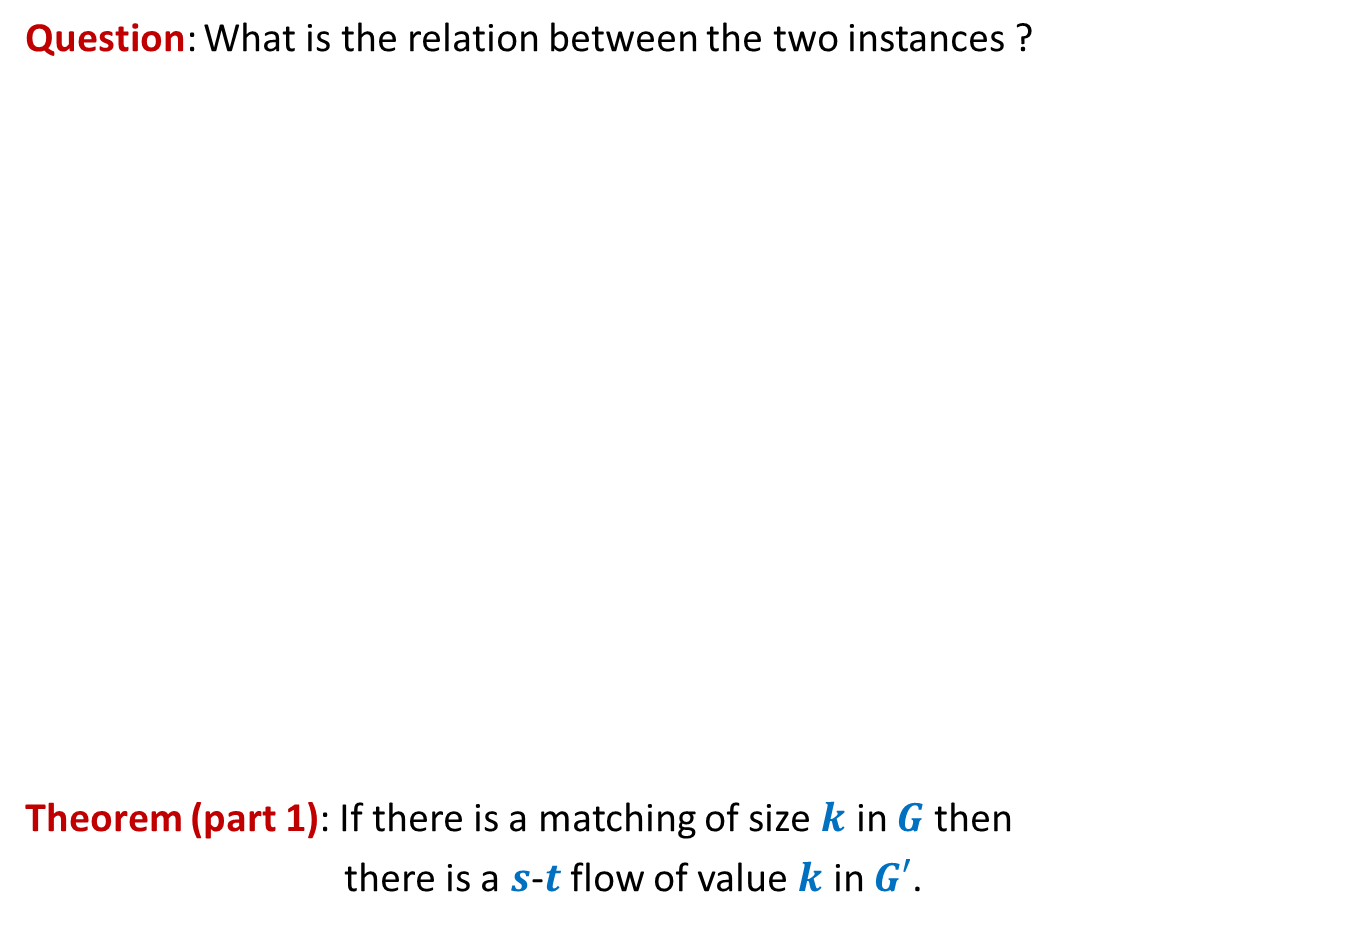 Question: What is the relation between the two instances ?
Theorem (part 1): If there is a matching of size k in G then
there is a s-t flow of value k in G′.